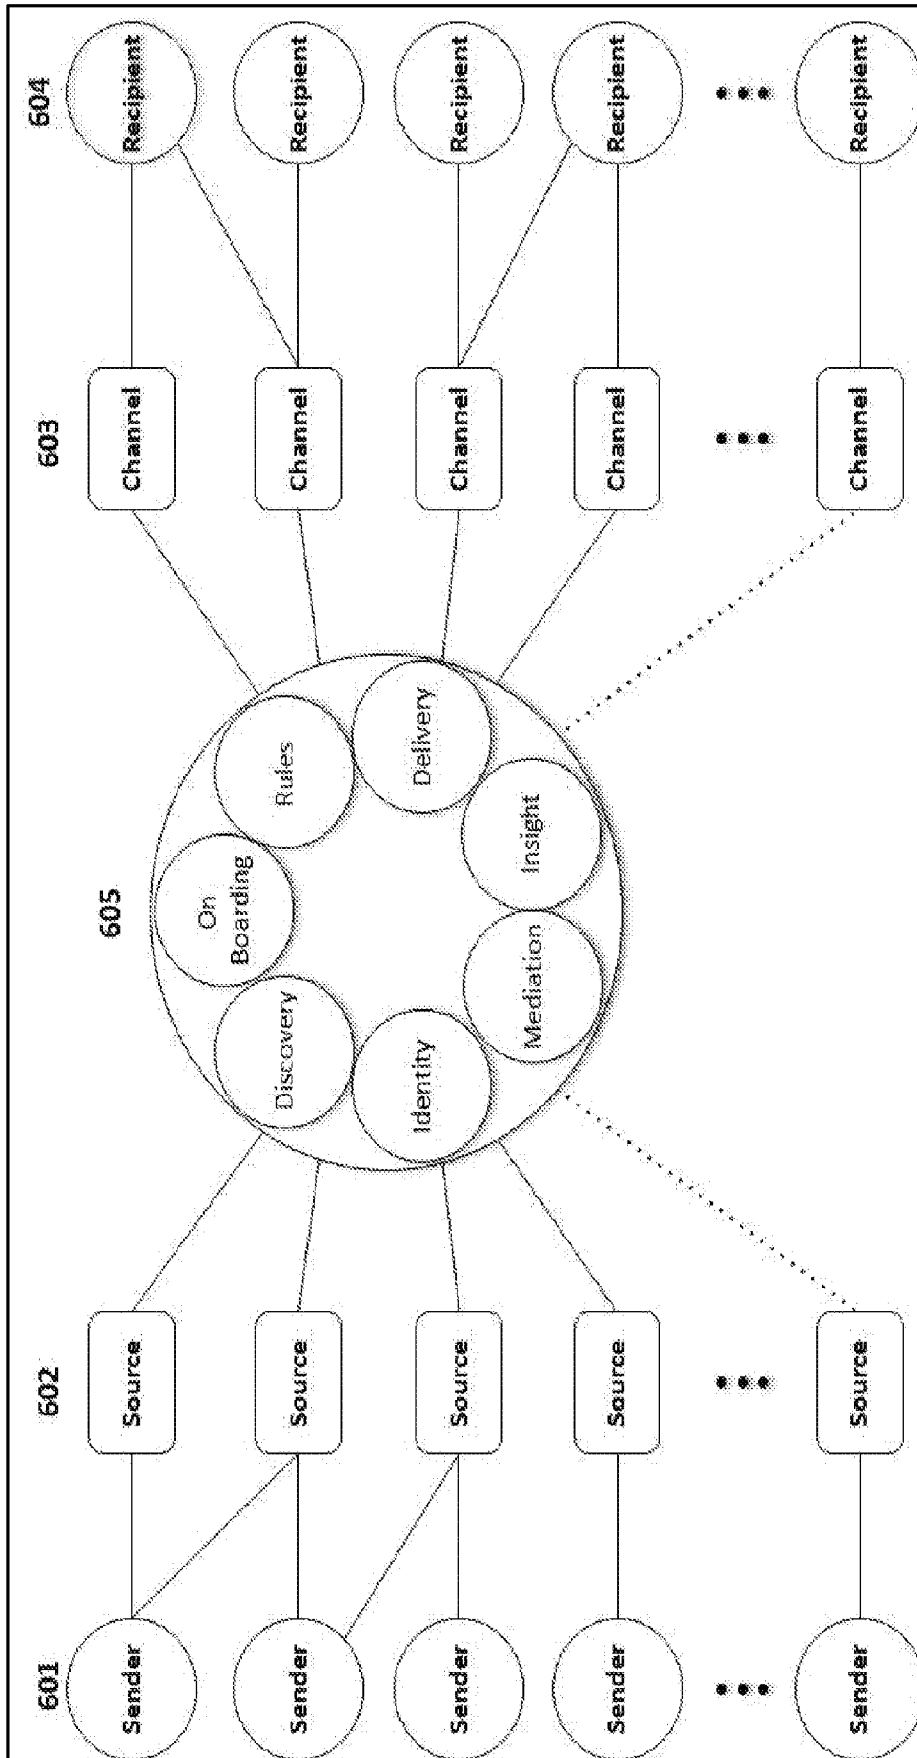 601
602
605
603
604
Sender
Source
Channel
Recipient
Sender
Source
Channel
Recipient
Sender
Source
Channel
Recipient
Sender
Source
Channel
Recipient
Sender
Source
Channel
Recipient
On
Boarding
Discovery
Rules
Identity
Delivery
Mediation
Insight